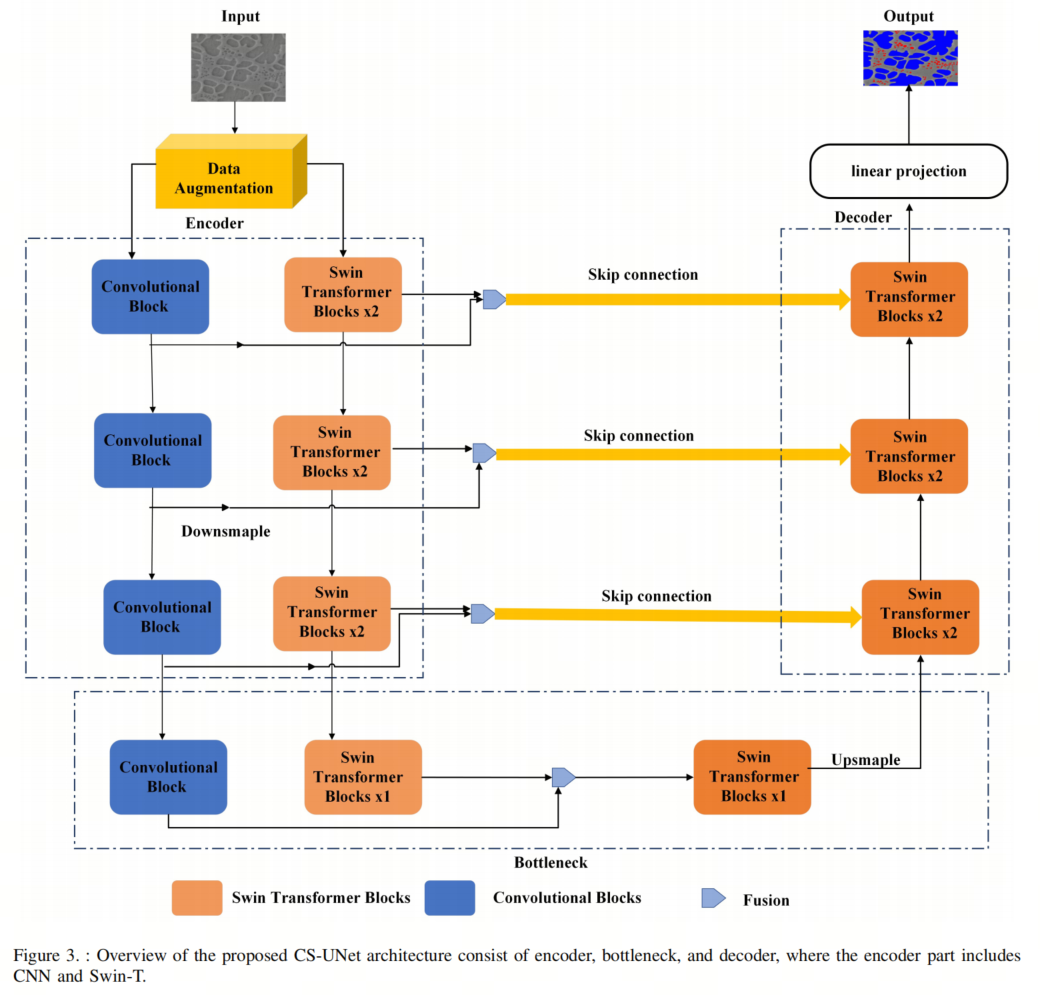 Input
Output
Data
Augmentation
linear projection
Encoder
Decoder
Convolutional
Block
Swin
Transformer
Blocks x2
Skip connection
Swin
Transformer
Blocks x2
Convolutional
Block
Swin
Transformer
Blocks x2
Skip connection
Swin
Transformer
Blocks x2
Downsmaple
Convolutional
Block
Swin
Transformer
Blocks x2
Skip connection
Swin
Transformer
Blocks x2
Convolutional
Block
Swin
Transformer
Blocks x1
Swin
Transformer
Blocks x1
Upsmaple
Bottleneck
Swin Transformer Blocks
Convolutional Blocks
Fusion
Figure 3. : Overview of the proposed CS-UNet architecture consist of encoder, bottleneck, and decoder, where the encoder part includes
CNN and Swin-T.